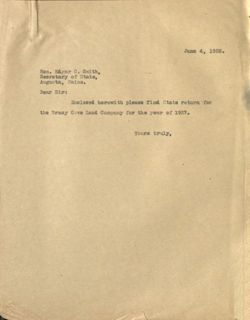 June 4, 1928.
Hon. Edgar C. Smith,
Secretary of State,
Augusta, Maine.
Dear Sir:
Enclosed herewith please find State return for
the Brassy Cove Land Company for the year of 1927.
Yours truly,